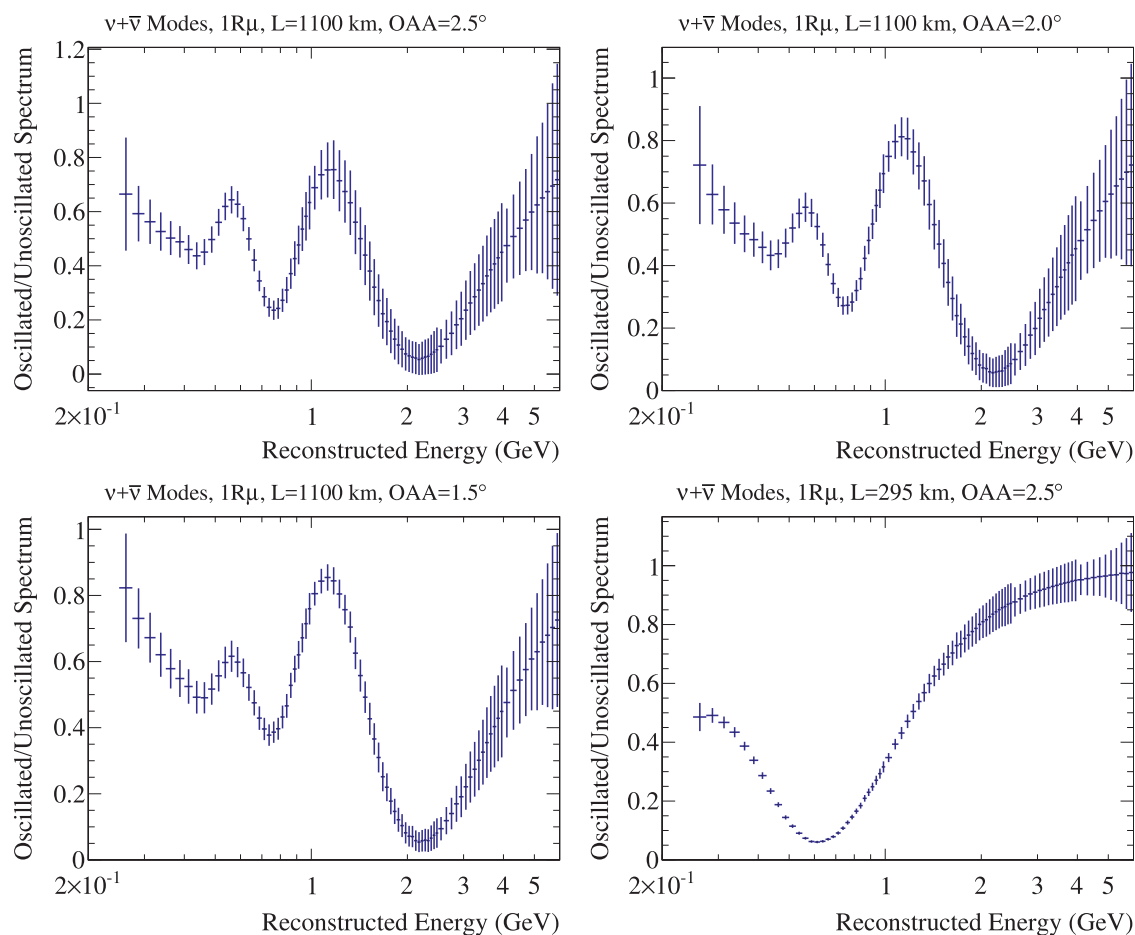 ν+ν̅ Modes, 1Rμ, L=1100 km, OAA=2.5°
Oscillated/Unoscillated Spectrum
1.2
1
0.8
0.6
0.4
0.2
0
2×10⁻¹ 1 2 3 4 5
Reconstructed Energy (GeV)
ν+ν̅ Modes, 1Rμ, L=1100 km, OAA=2.0°
Oscillated/Unoscillated Spectrum
1
0.8
0.6
0.4
0.2
0
2×10⁻¹ 1 2 3 4 5
Reconstructed Energy (GeV)
ν+ν̅ Modes, 1Rμ, L=1100 km, OAA=1.5°
Oscillated/Unoscillated Spectrum
1
0.8
0.6
0.4
0.2
0
2×10⁻¹ 1 2 3 4 5
Reconstructed Energy (GeV)
ν+ν̅ Modes, 1Rμ, L=295 km, OAA=2.5°
Oscillated/Unoscillated Spectrum
1
0.8
0.6
0.4
0.2
0
2×10⁻¹ 1 2 3 4 5
Reconstructed Energy (GeV)